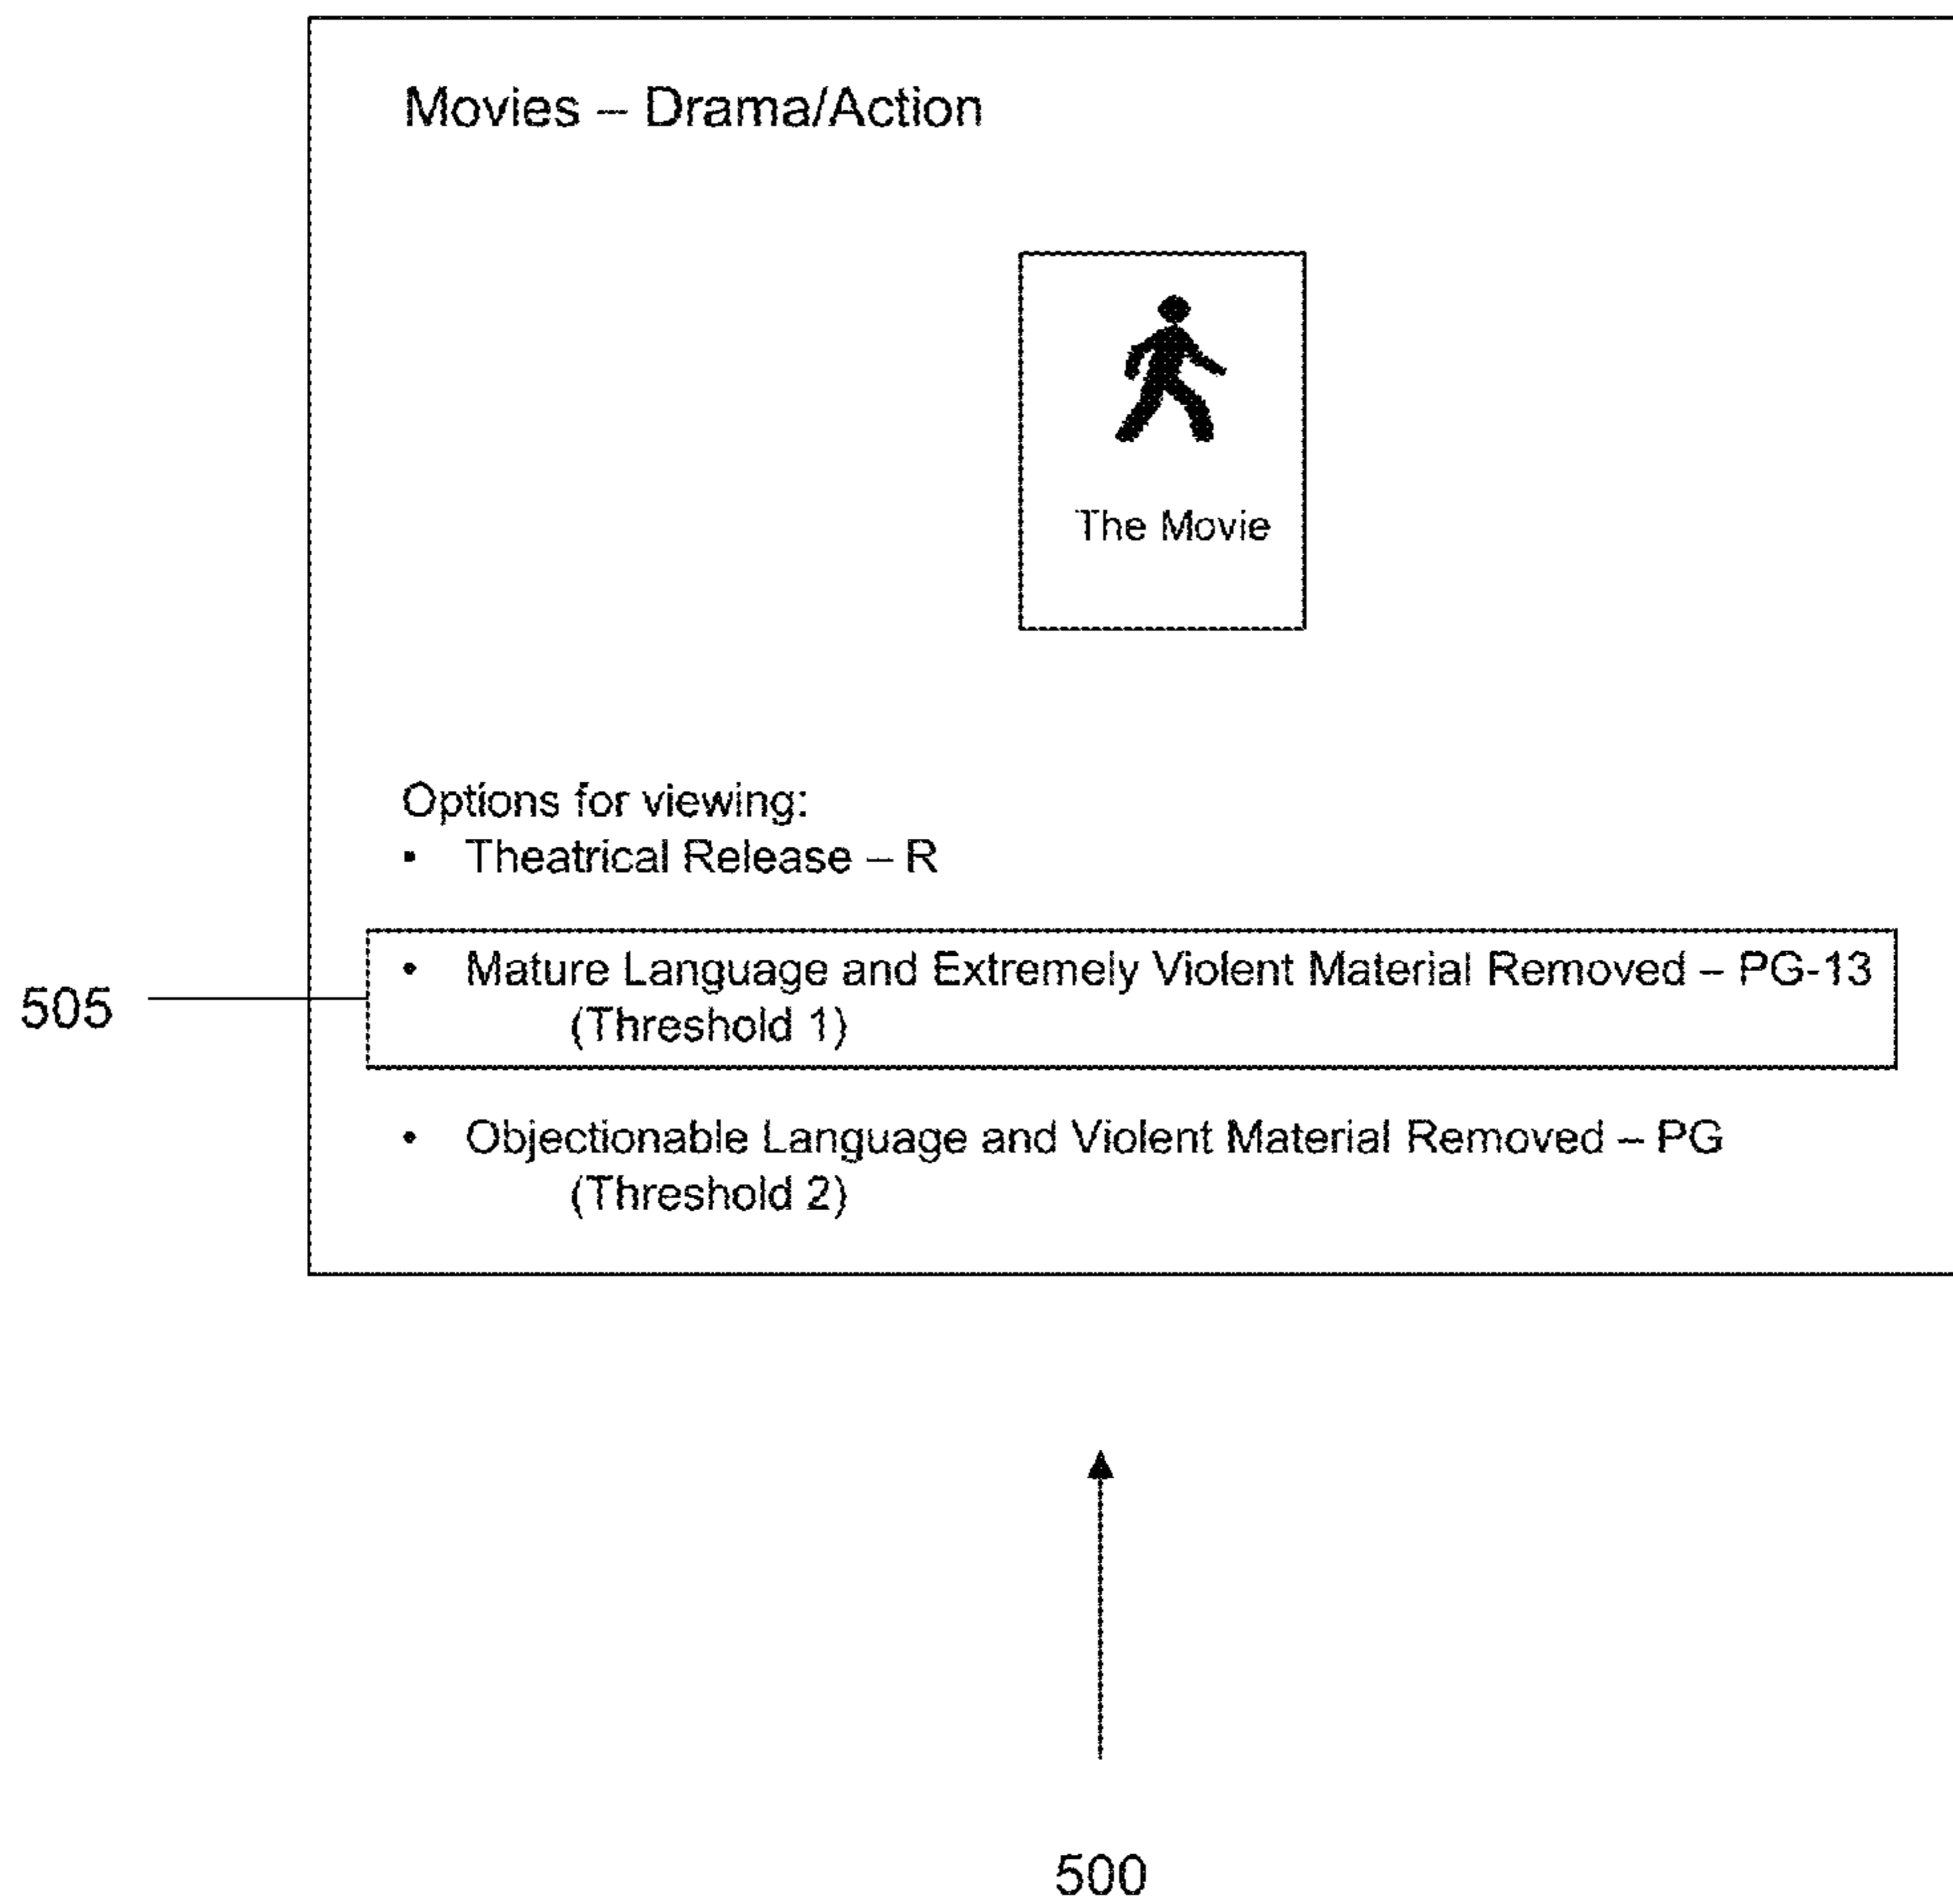 Movies – Drama/Action
The Movie
Options for viewing:
▪ Theatrical Release – R
• Mature Language and Extremely Violent Material Removed – PG-13
(Threshold 1)
505
• Objectionable Language and Violent Material Removed – PG
(Threshold 2)
500